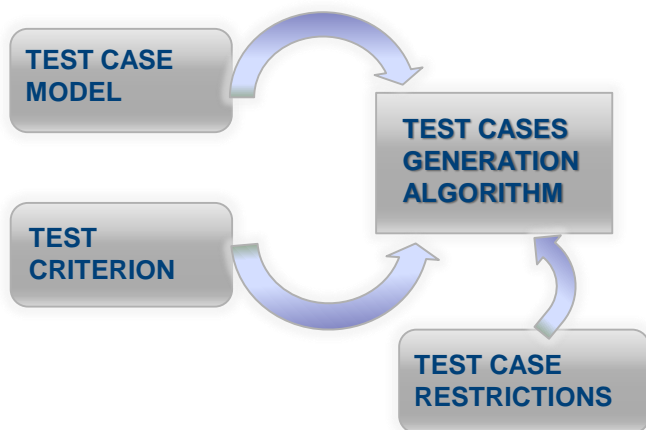 TEST CASE
MODEL
TEST CASES
GENERATION
ALGORITHM
TEST
CRITERION
TEST CASE
RESTRICTIONS